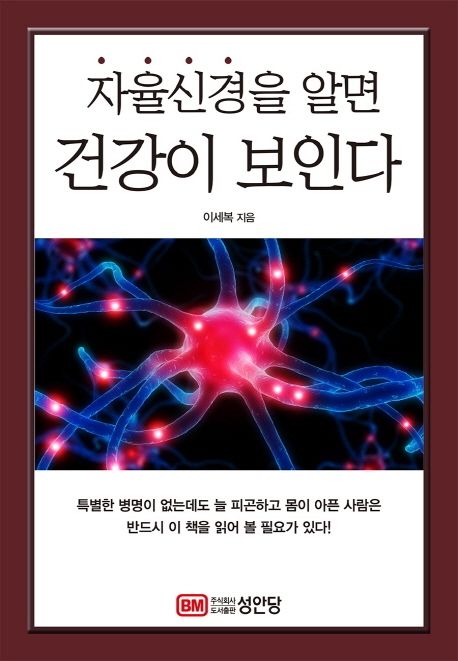 자율신경을 알면
건강이 보인다
이세복 지음
특별한 병명이 없는데도 늘 피곤하고 몸이 아픈 사람은
반드시 이 책을 읽어 볼 필요가 있다!
BM 주식회사 도서출판 성안당